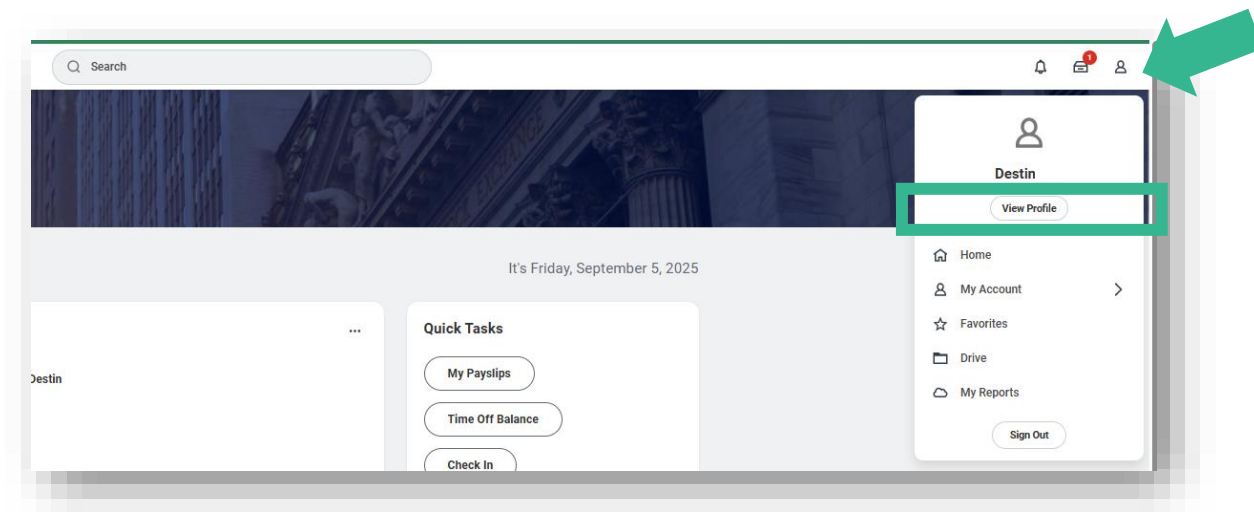 Search
1
Destin
View Profile
EXCHANGE
It's Friday, September 5, 2025
Home
My Account
Favorites
Drive
My Reports
Sign Out
...
Destin
Quick Tasks
My Payslips
Time Off Balance
Check In